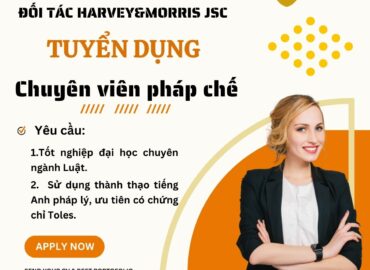 ĐỐI TÁC HARVEY&MORRIS JSC
TUYỂN DỤNG
Chuyên viên pháp chế
Yêu cầu:
1.Tốt nghiệp đại học chuyên
ngành Luật.
2. Sử dụng thành thạo tiếng
Anh pháp lý, ưu tiên có chứng
chỉ Toles.
APPLY NOW